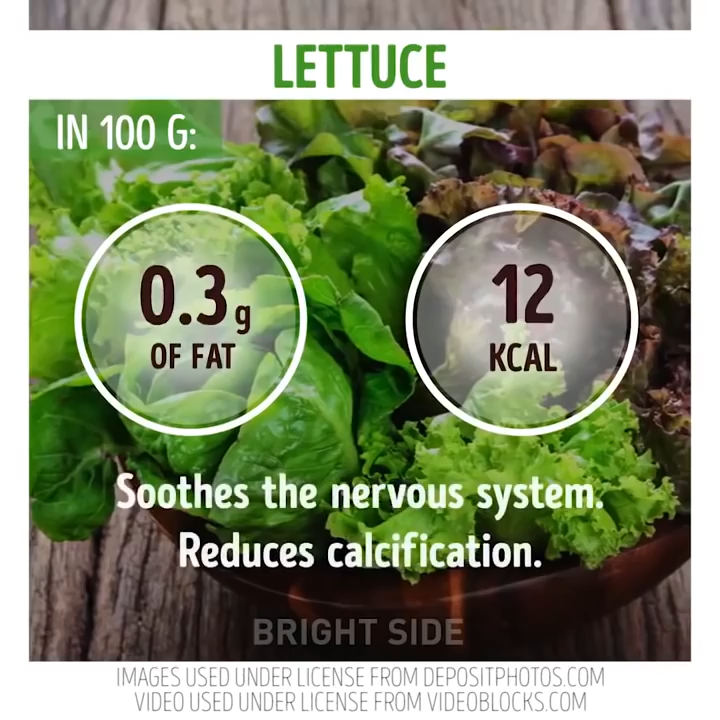 LETTUCE
IN 100 G:
0.3 g
OF FAT
12
KCAL
Soothes the nervous system.
Reduces calcification.
BRIGHT SIDE
IMAGES USED UNDER LICENSE FROM DEPOSITPHOTOS.COM
VIDEO USED UNDER LICENSE FROM VIDEOBLOCKS.COM